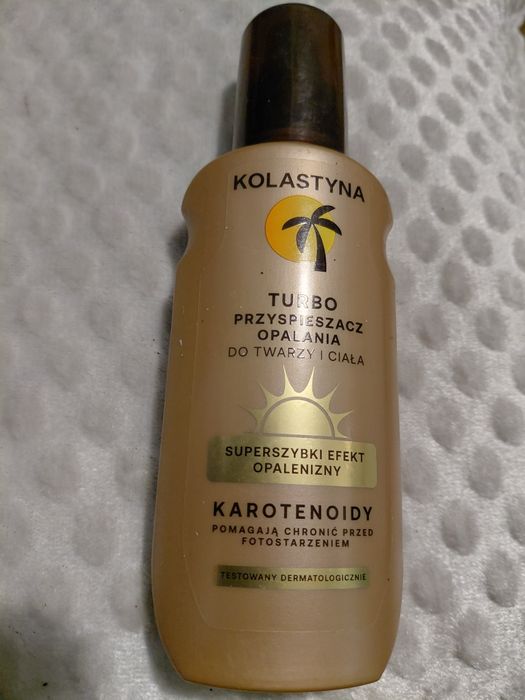 KOLASTYNA
TURBO
PRZYSPIESZACZ
OPALANIA
DO TWARZY I CIAŁA
SUPERSZYBKI EFEKT
OPALENIZNY
KAROTENOIDY
POMAGAJĄ CHRONIĆ PRZED
FOTOSTARZENIEM
TESTOWANY DERMATOLOGICZNIE